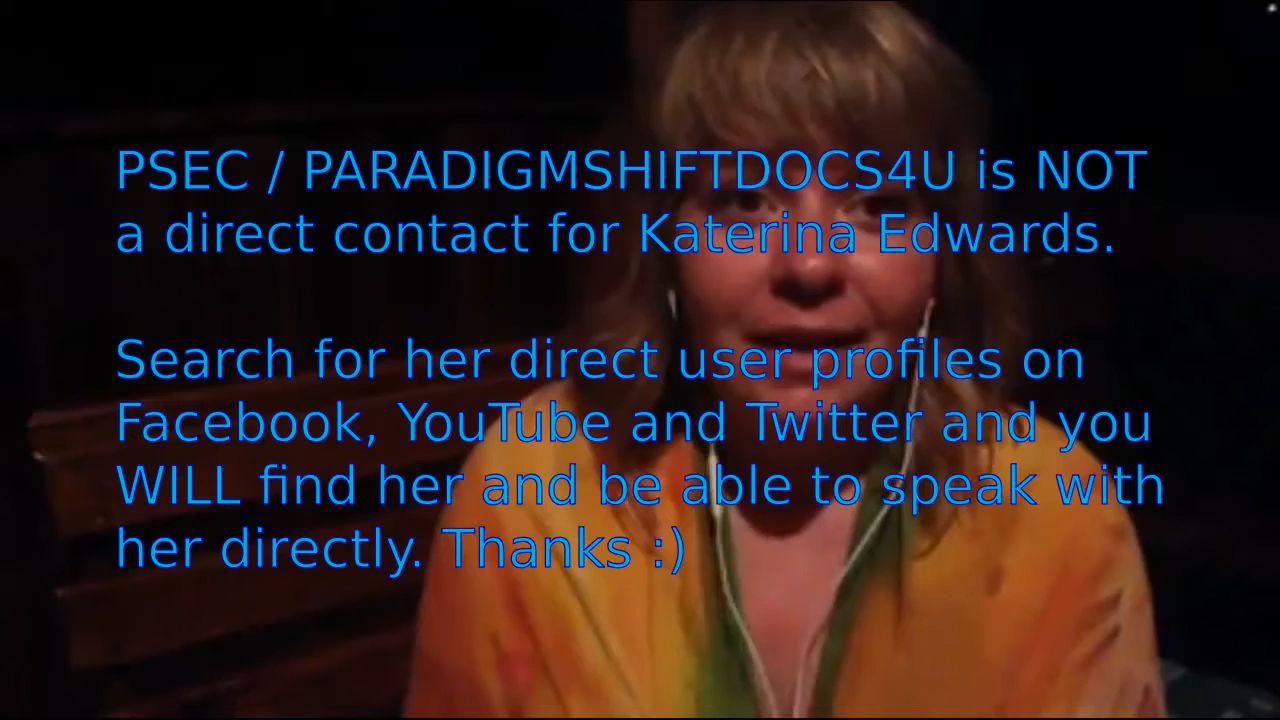 PSEC / PARADIGMSHIFTDOCS4U is NOT
a direct contact for Katerina Edwards.
Search for her direct user profiles on
Facebook, YouTube and Twitter and you
WILL find her and be able to speak with
her directly. Thanks :)